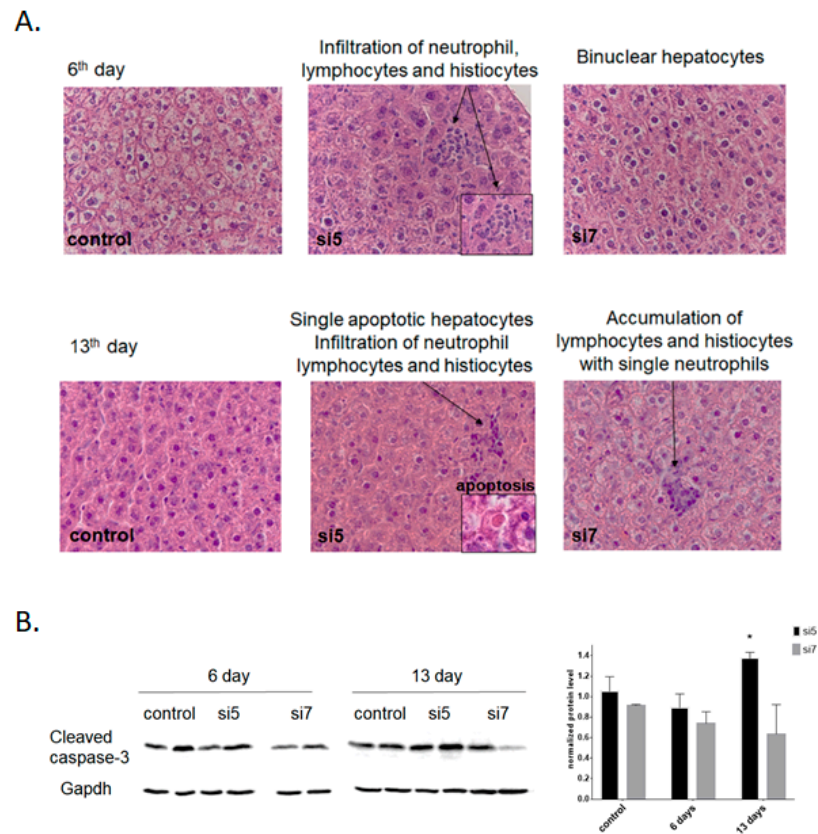 A.
6th day
Infiltration of neutrophil,
lymphocytes and histiocytes
Binuclear hepatocytes
control
si5
si7
13th day
Single apoptotic hepatocytes
Infiltration of neutrophil
lymphocytes and histiocytes
Accumulation of
lymphocytes and histiocytes
with single neutrophils
control
si5
apoptosis
si7
B.
6 day
13 day
control si5 si7
control si5 si7
Cleaved
caspase-3
Gapdh
si5
si7
*
normalized protein level
1.4
1.2
1.0
0.8
0.6
0.4
0.2
0.0
control
6 days
13 days